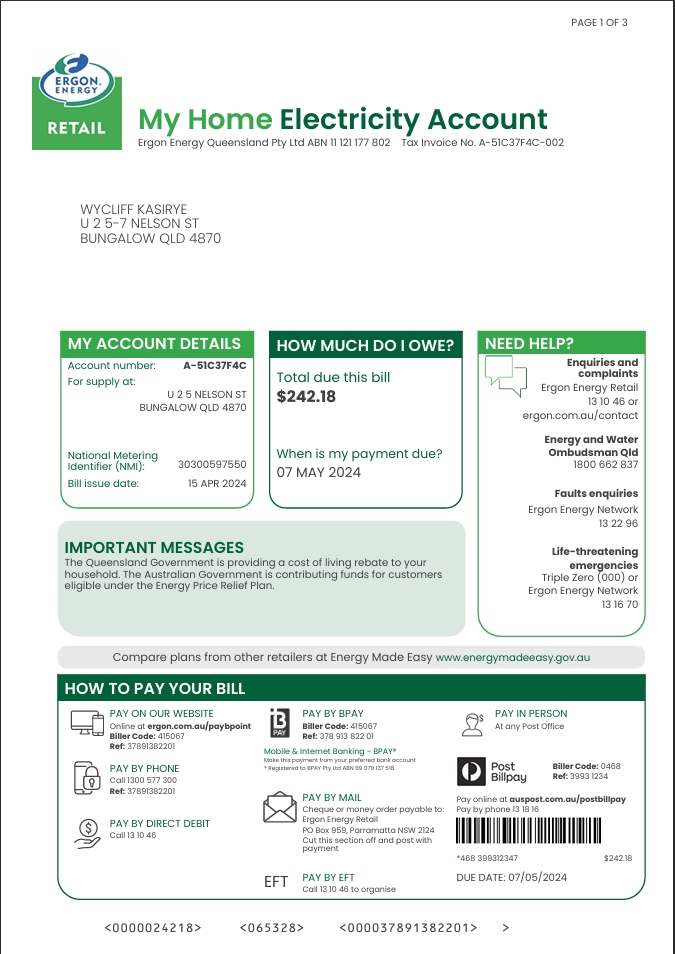 PAGE 1 OF 3
ERGON.
ENERGY
RETAIL
My Home Electricity Account
Ergon Energy Queensland Pty Ltd ABN 11 121 177 802 Tax Invoice No. A-51C37F4C-002
WYCLIFF KASIRYE
U 2 5-7 NELSON ST
BUNGALOW QLD 4870
MY ACCOUNT DETAILS
Account number: A-51C37F4C
For supply at:
U 2 5 NELSON ST
BUNGALOW QLD 4870
National Metering
Identifier (NMI): 30300597550
Bill issue date: 15 APR 2024
HOW MUCH DO I OWE?
Total due this bill
$242.18
When is my payment due?
07 MAY 2024
NEED HELP?
Enquiries and
complaints
Ergon Energy Retail
13 10 46 or
ergon.com.au/contact
Energy and Water
Ombudsman Qld
1800 662 837
Faults enquiries
Ergon Energy Network
13 22 96
Life-threatening
emergencies
Triple Zero (000) or
Ergon Energy Network
13 16 70
IMPORTANT MESSAGES
The Queensland Government is providing a cost of living rebate to your
household. The Australian Government is contributing funds for customers
eligible under the Energy Price Relief Plan.
Compare plans from other retailers at Energy Made Easy www.energymadeeasy.gov.au
HOW TO PAY YOUR BILL
PAY ON OUR WEBSITE
Online at ergon.com.au/paybpoint
Biller Code: 415067
Ref: 37891382201
PAY BY PHONE
Call 1300 577 300
Ref: 37891382201
PAY BY DIRECT DEBIT
Call 13 10 46
B
PAY
PAY BY BPAY
Biller Code: 415067
Ref: 378 913 822 01
Mobile & Internet Banking - BPAY®
Make this payment from your preferred bank account
® Registered to BPAY Pty Ltd ABN 69 079 137 518
PAY BY MAIL
Cheque or money order payable to:
Ergon Energy Retail
PO Box 959, Parramatta NSW 2124
Cut this section off and post with
payment
EFT
PAY BY EFT
Call 13 10 46 to organise
PAY IN PERSON
At any Post Office
Post
Billpay
Biller Code: 0468
Ref: 3993 1234
Pay online at auspost.com.au/postbillpay
Pay by phone 13 18 16
*468 399312347 $242.18
DUE DATE: 07/05/2024
<0000024218> <065328> <000037891382201> >